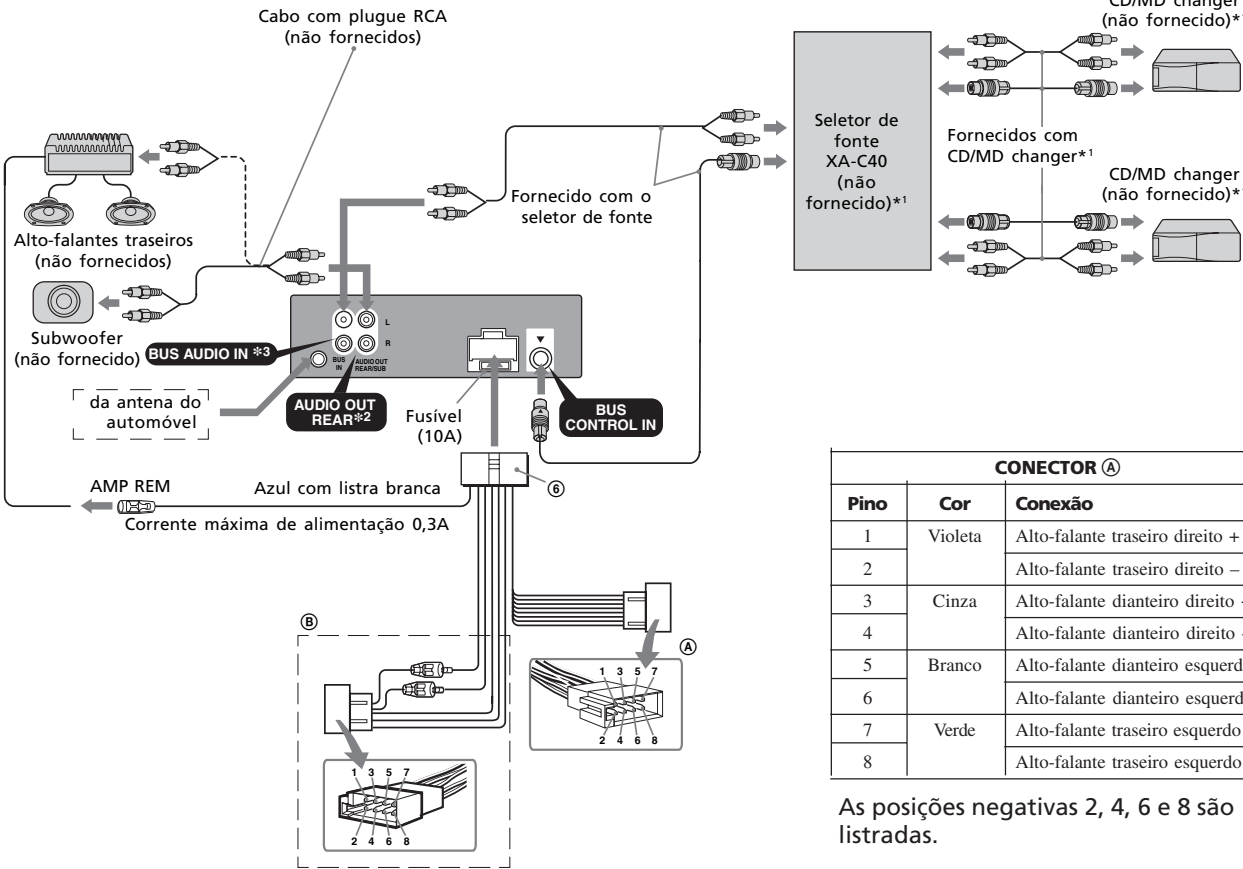 Cabo com plugue RCA
(não fornecidos)
CD/MD changer
(não fornecido)*
Seletor de
fonte
XA-C40
(não
fornecido)*1
Fornecidos com
CD/MD changer*1
CD/MD changer
(não fornecido)*
Fornecido com o
seletor de fonte
Alto-falantes traseiros
(não fornecidos)
Subwoofer
(não fornecido)
BUS AUDIO IN *3
L
R
BUS
IN
AUDIO OUT
REAR/SUB
da antena do
automóvel
AUDIO OUT
REAR*2
Fusível
(10A)
BUS
CONTROL IN
AMP REM
Azul com listra branca
6
Corrente máxima de alimentação 0,3A
B
A
1 3 5 7
2 4 6 8
1 3 5 7
2 4 6 8
CONECTOR A
Pino Cor Conexão
1 Violeta Alto-falante traseiro direito +
2 Alto-falante traseiro direito –
3 Cinza Alto-falante dianteiro direito
4 Alto-falante dianteiro direito
5 Branco Alto-falante dianteiro esquerd
6 Alto-falante dianteiro esquerd
7 Verde Alto-falante traseiro esquerdo
8 Alto-falante traseiro esquerdo
As posições negativas 2, 4, 6 e 8 são
listradas.